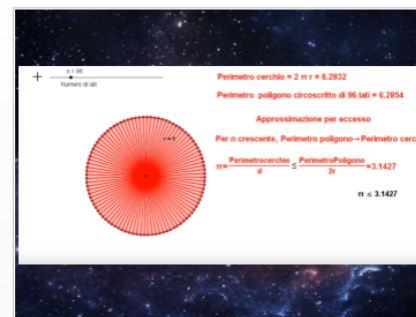 n = 96
Numero di lati
Perimetro cerchio = 2 π r = 6.2832
Perimetro poligono circoscritto di 96 lati = 6.2854
Approssimazione per eccesso
Per n crescente, Perimetro poligono→Perimetro cerc
π=Perimetrocerchio/d ≤ PerimetroPoligono/2r =3.1427
π ≤ 3.1427